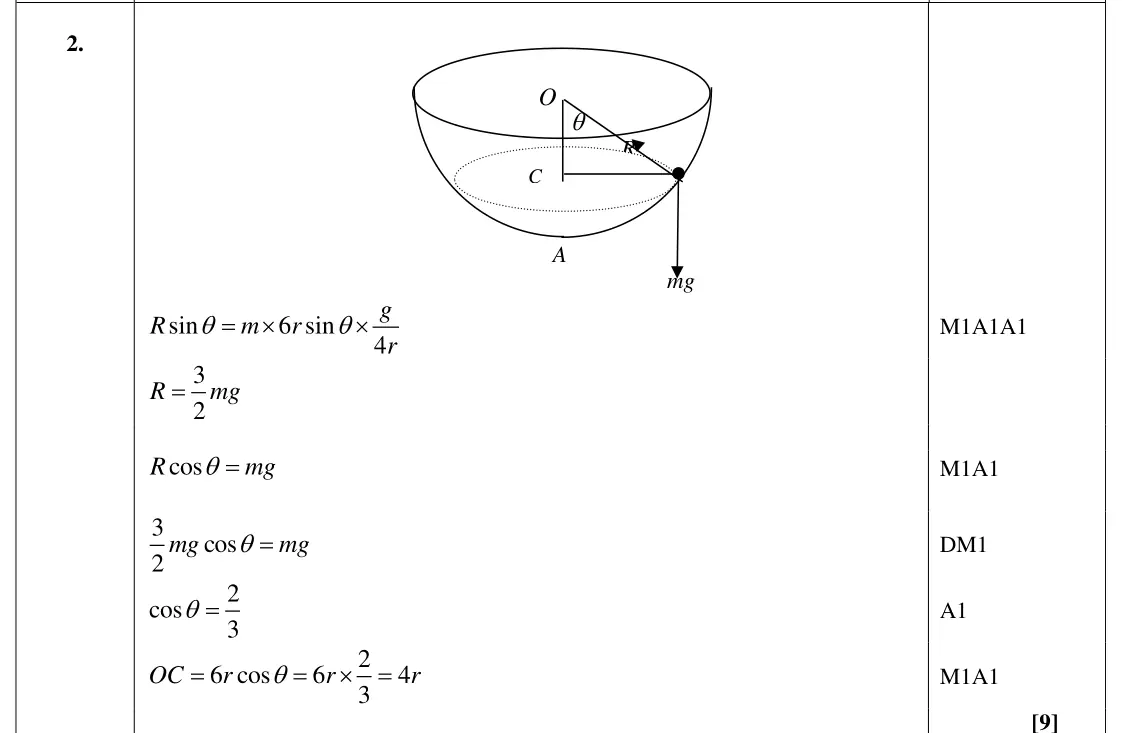 2.
O
θ
R
C
A
mg
R sin θ = m × 6r sin θ × g/4r    M1A1A1
R = 3/2 mg
R cos θ = mg    M1A1
3/2 mg cos θ = mg    DM1
cos θ = 2/3    A1
OC = 6r cos θ = 6r × 2/3 = 4r    M1A1
[9]